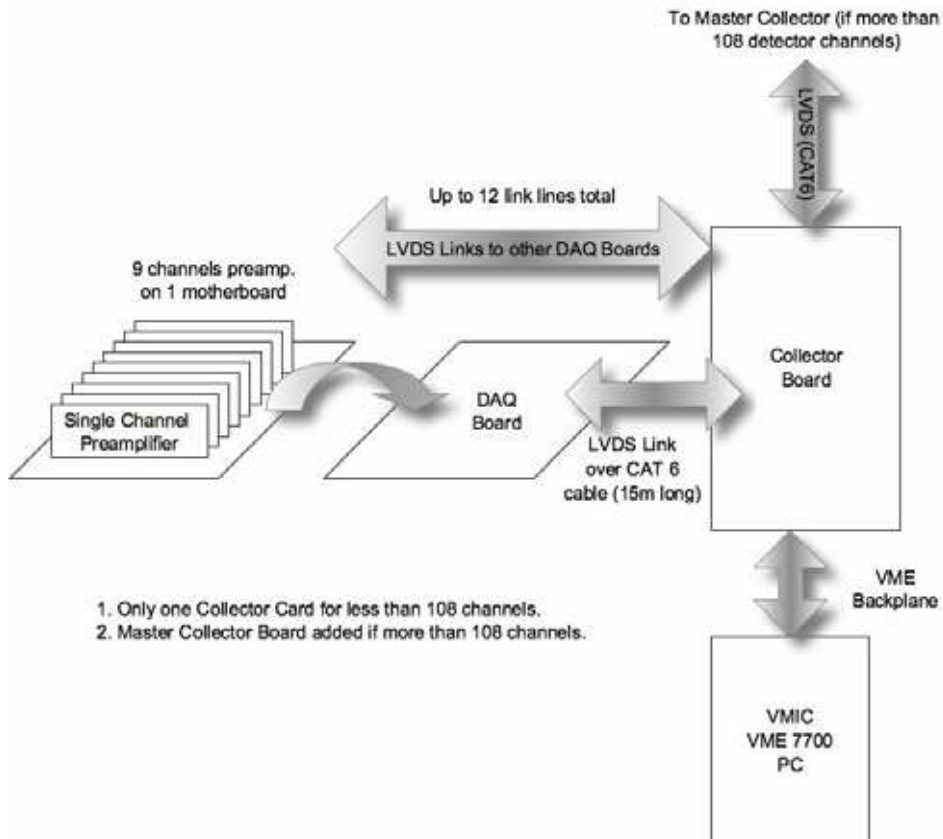 To Master Collector (if more than
108 detector channels)
LVDS (CAT6)
Up to 12 link lines total
LVDS Links to other DAQ Boards
9 channels preamp.
on 1 motherboard
Collector
Board
Single Channel
Preamplifier
DAQ
Board
LVDS Link
over CAT 6
cable (15m long)
VME
Backplane
1. Only one Collector Card for less than 108 channels.
2. Master Collector Board added if more than 108 channels.
VMIC
VME 7700
PC